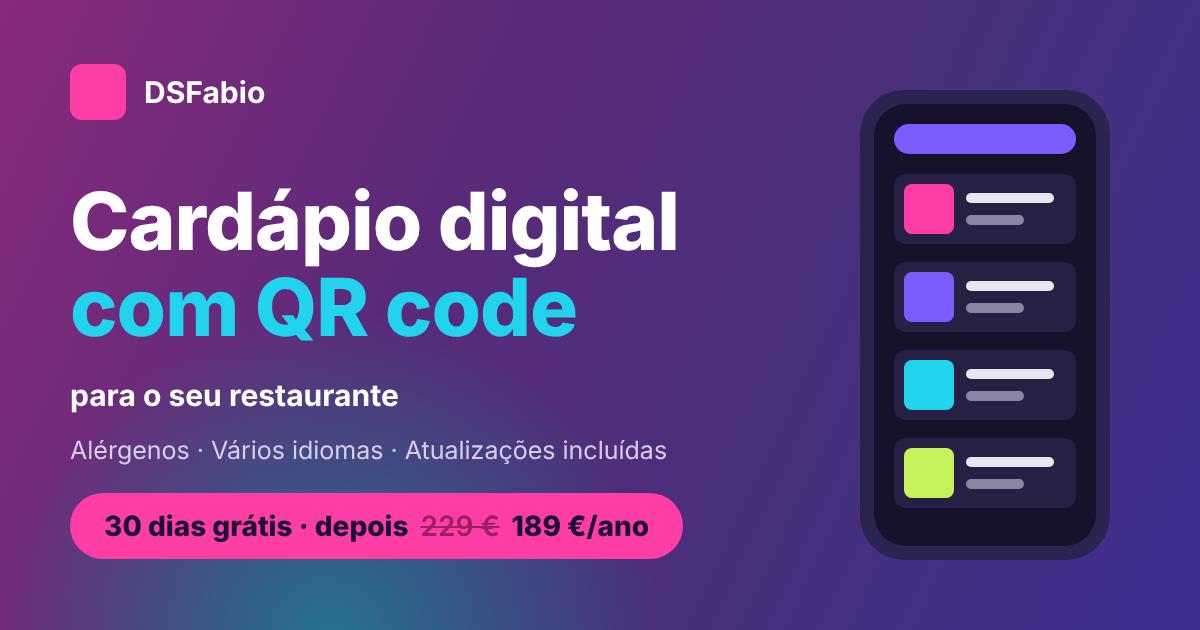 DSFabio
Cardápio digital
com QR code
para o seu restaurante
Alérgenos · Vários idiomas · Atualizações incluídas
30 dias grátis · depois 229 € 189 €/ano